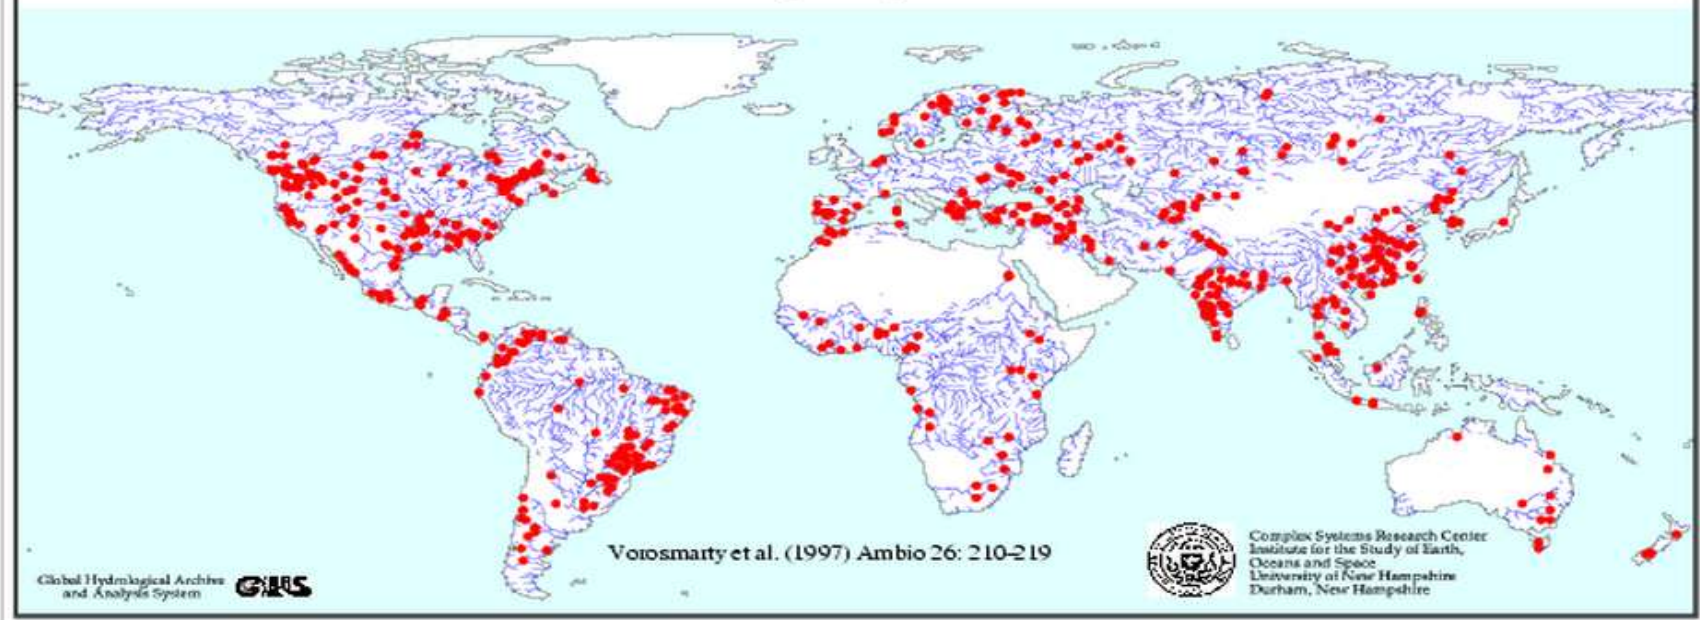 Vorosmarty et al. (1997) Ambio 26: 210-219
Global Hydrological Archive
and Analysis System
Complex Systems Research Center
Institute for the Study of Earth,
Oceans and Space
University of New Hampshire
Durham, New Hampshire